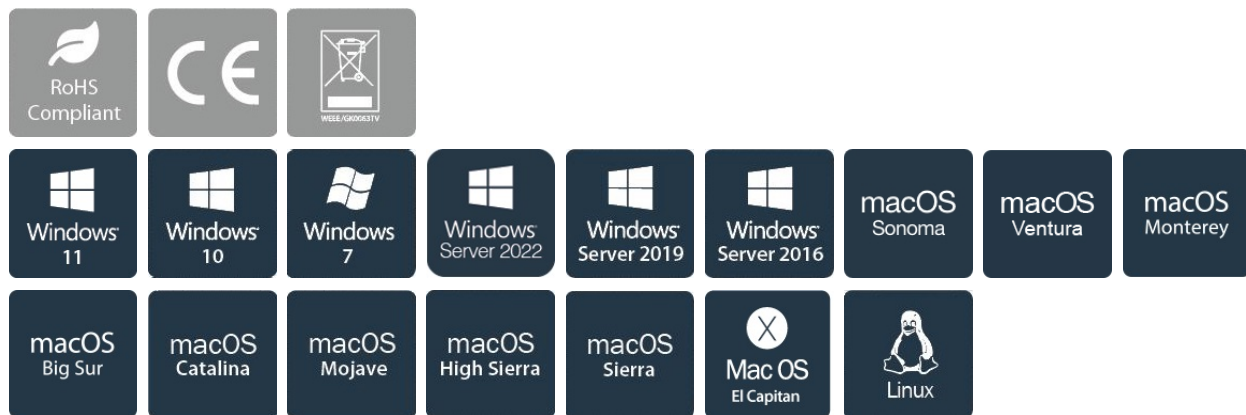 RoHS
Compliant
CE
WEEE/GK0063TV
Windows
11
Windows
10
Windows
7
Windows
Server 2022
Windows
Server 2019
Windows
Server 2016
macOS
Sonoma
macOS
Ventura
macOS
Monterey
macOS
Big Sur
macOS
Catalina
macOS
Mojave
macOS
High Sierra
macOS
Sierra
X
Mac OS
El Capitan
Linux